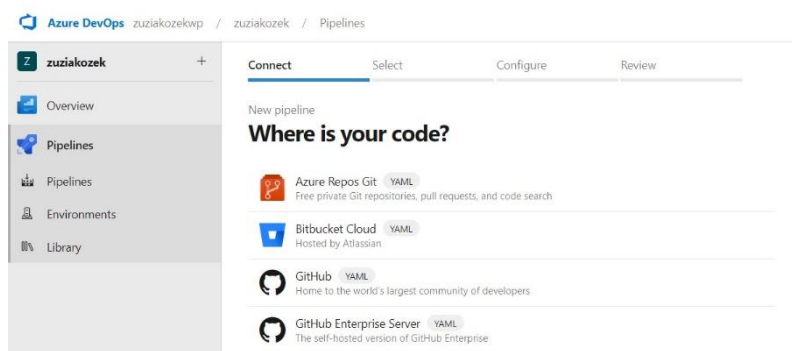 Azure DevOps zuziakozekwp / zuziakozek / Pipelines
Z zuziakozek +
Overview
Pipelines
Pipelines
Environments
Library
Connect Select Configure Review
New pipeline
Where is your code?
Azure Repos Git YAML
Free private Git repositories, pull requests, and code search
Bitbucket Cloud YAML
Hosted by Atlassian
GitHub YAML
Home to the world's largest community of developers
GitHub Enterprise Server YAML
The self-hosted version of GitHub Enterprise